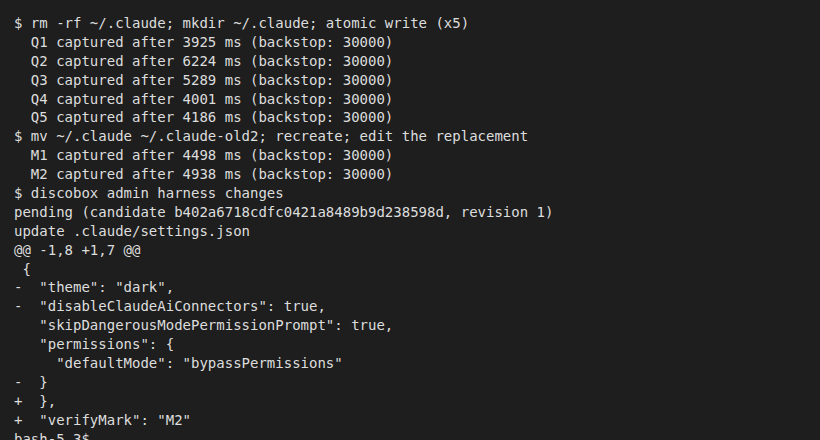 $ rm -rf ~/.claude; mkdir ~/.claude; atomic write (x5)
  Q1 captured after 3925 ms (backstop: 30000)
  Q2 captured after 6224 ms (backstop: 30000)
  Q3 captured after 5289 ms (backstop: 30000)
  Q4 captured after 4001 ms (backstop: 30000)
  Q5 captured after 4186 ms (backstop: 30000)
$ mv ~/.claude ~/.claude-old2; recreate; edit the replacement
  M1 captured after 4498 ms (backstop: 30000)
  M2 captured after 4938 ms (backstop: 30000)
$ discobox admin harness changes
pending (candidate b402a6718cdfc0421a8489b9d238598d, revision 1)
update .claude/settings.json
@@ -1,8 +1,7 @@
 {
-  "theme": "dark",
-  "disableClaudeAiConnectors": true,
   "skipDangerousModePermissionPrompt": true,
   "permissions": {
     "defaultMode": "bypassPermissions"
-  }
+  },
+  "verifyMark": "M2"
bash-5.3$